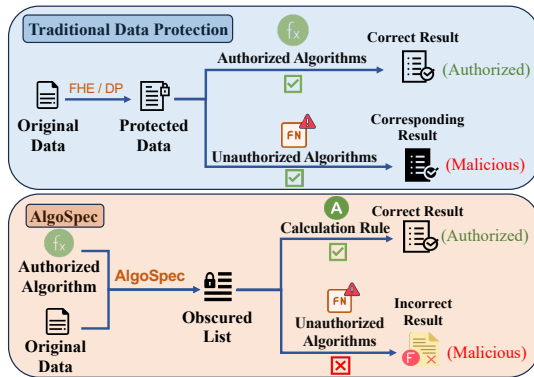 Traditional Data Protection
fx
Correct Result
Authorized Algorithms
(Authorized)
FHE / DP
Original
Data
Protected
Data
FN
Corresponding
Result
Unauthorized Algorithms
(Malicious)
AlgoSpec
fx
Authorized
Algorithm
AlgoSpec
Original
Data
Obscured
List
A
Calculation Rule
Correct Result
(Authorized)
FN
Unauthorized
Algorithms
Incorrect
Result
F
(Malicious)